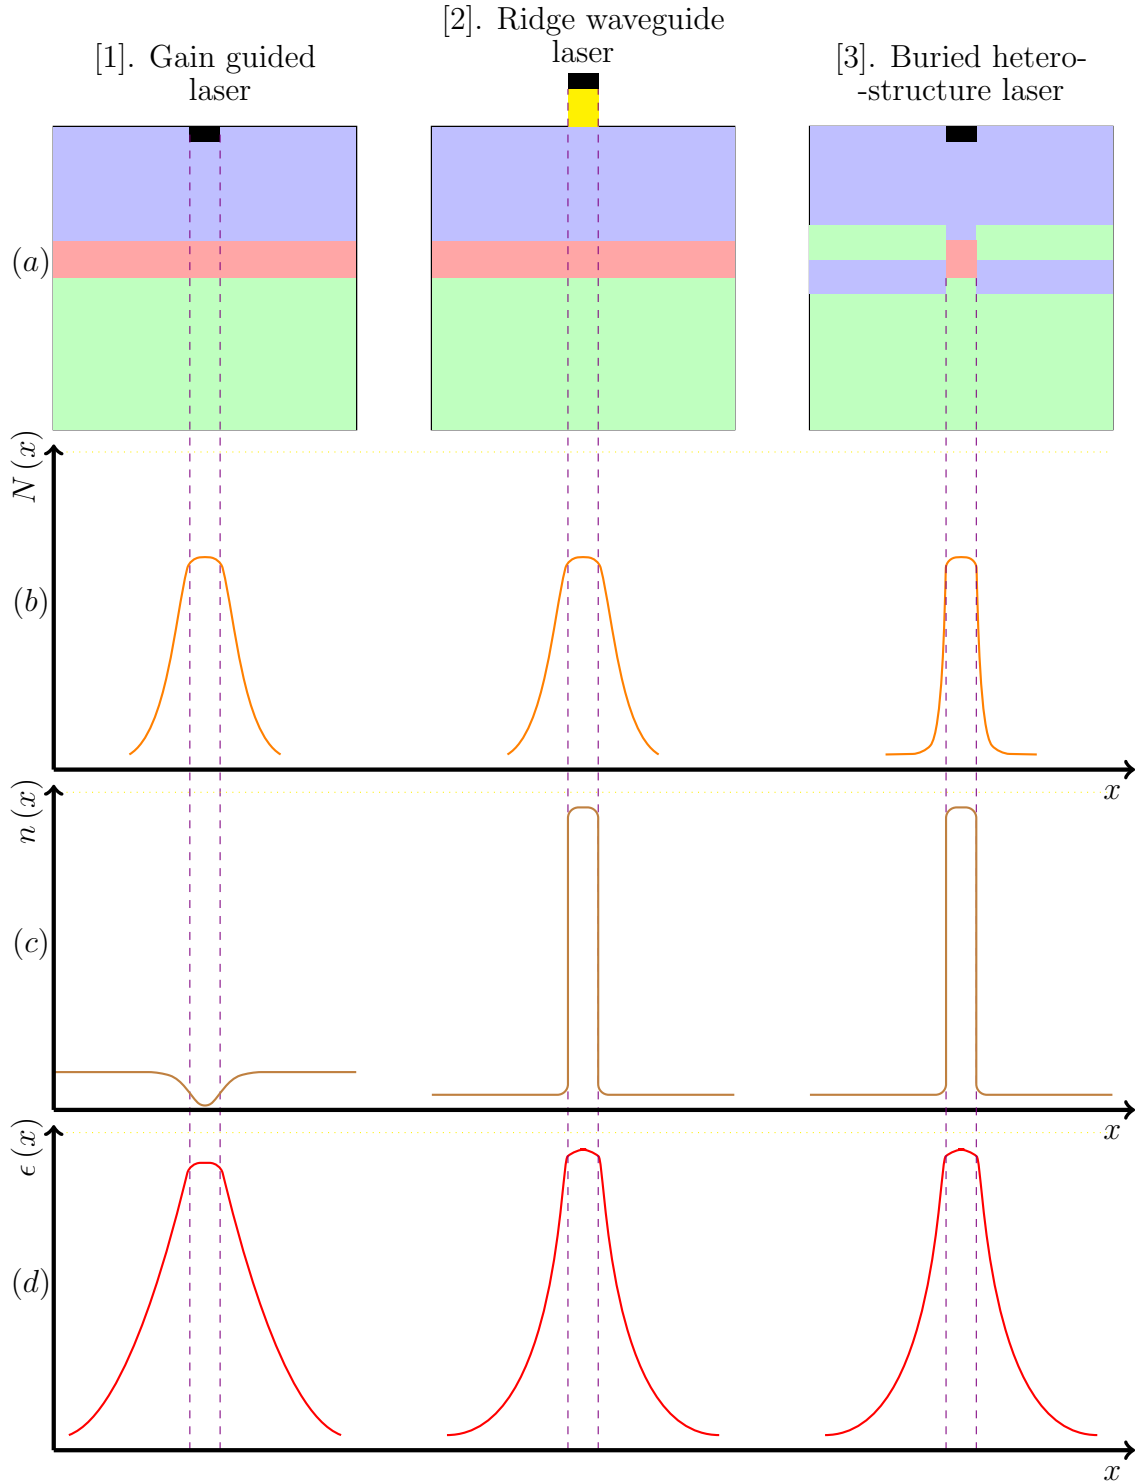 [1]. Gain guided
laser
[2]. Ridge waveguide
laser
[3]. Buried hetero-
-structure laser
(a)
N(x)
(b)
x
n(x)
(c)
x
ϵ(x)
(d)
x